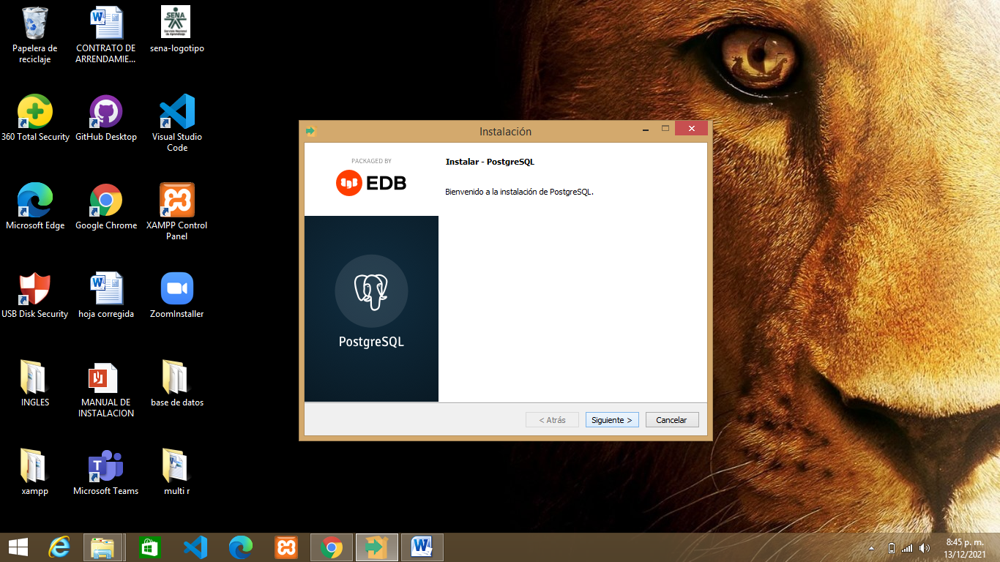 Papelera de
reciclaje
CONTRATO DE
ARRENDAMIE...
SENA
sena-logotipo
360 Total Security
GitHub Desktop
Visual Studio
Code
Microsoft Edge
Google Chrome
XAMPP Control
Panel
USB Disk Security
hoja corregida
ZoomInstaller
INGLES
MANUAL DE
INSTALACION
base de datos
xampp
Microsoft Teams
multi r
Instalación
PACKAGED BY
EDB
Instalar - PostgreSQL
Bienvenido a la instalación de PostgreSQL.
PostgreSQL
< Atrás
Siguiente >
Cancelar
8:45 p. m.
13/12/2021